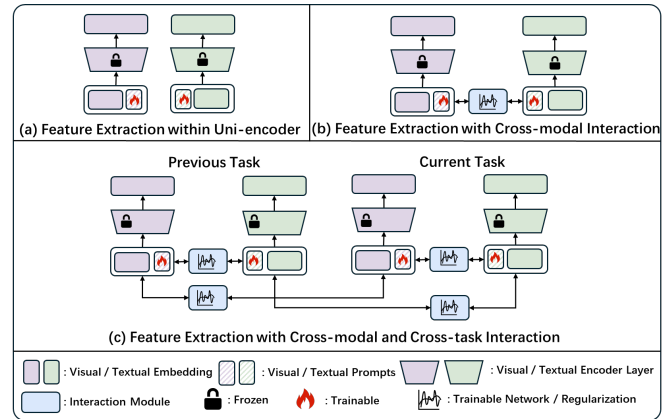 (a) Feature Extraction within Uni-encoder
(b) Feature Extraction with Cross-modal Interaction
Previous Task
Current Task
(c) Feature Extraction with Cross-modal and Cross-task Interaction
: Visual / Textual Embedding
: Visual / Textual Prompts
: Visual / Textual Encoder Layer
: Interaction Module
: Frozen
: Trainable
: Trainable Network / Regularization